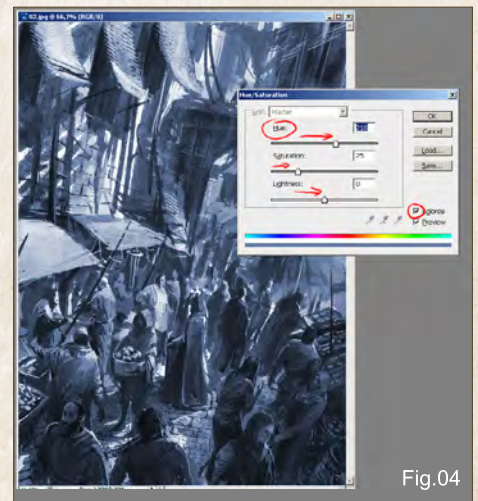 02.jpg @ 66,7% (RGB/8)
Hue/Saturation
Edit: Master
Hue:
Saturation: 25
Lightness: 0
OK
Cancel
Load...
Save...
Colorize
Preview
Fig.04